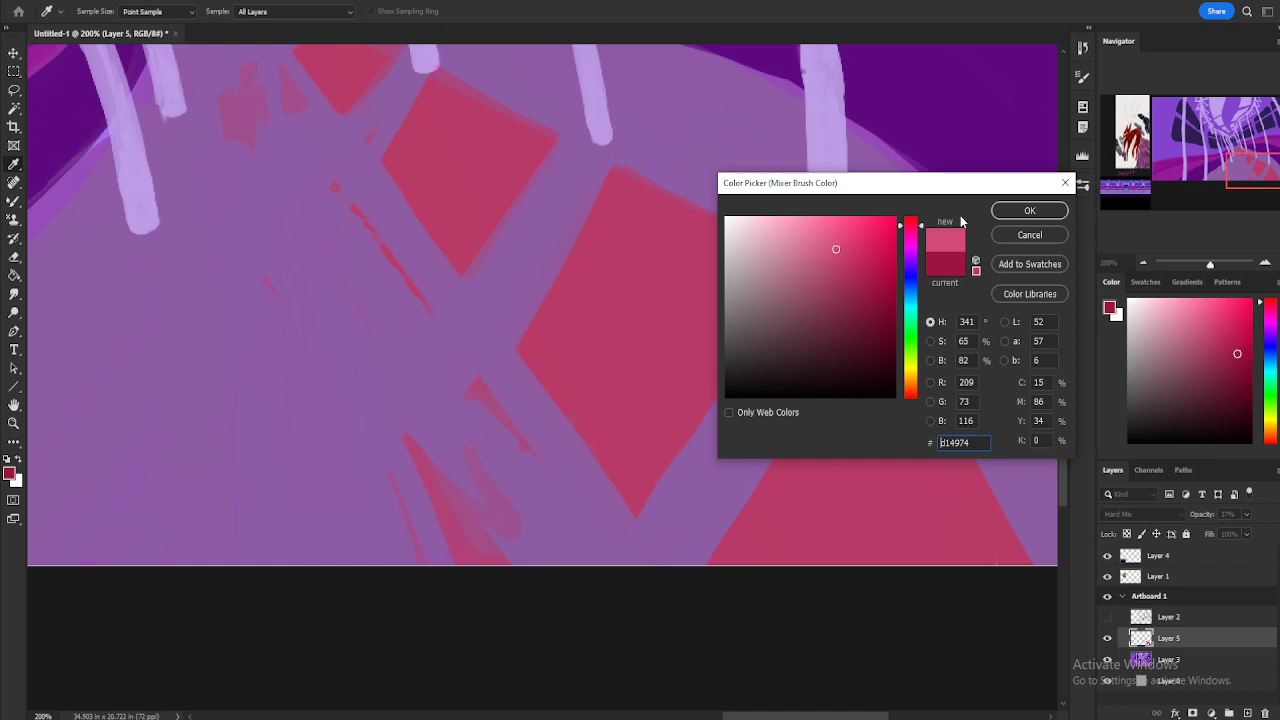 Sample Size: Point Sample Sample: All Layers Show Sampling Ring Share
Untitled-1 @ 200% (Layer 5, RGB/8#) * ×
Navigator
Color Picker (Mixer Brush Color)
new
OK
Cancel
Add to Swatches
current
Color Libraries
H: 341 ° L: 52
S: 65 % a: 57
B: 82 % b: 6
R: 209 C: 15 %
G: 73 M: 86 %
B: 116 Y: 34 %
# d14974 K: 0 %
Only Web Colors
200%
Color Swatches Gradients Patterns
Layers Channels Paths
Kind
Hard Mix Opacity: 37%
Lock: Fill: 100%
Layer 4
Layer 1
Artboard 1
Layer 2
Layer 5
Layer 3
Activate Windows
Go to Settings to activate Windows.
200% 34.903 in x 20.722 in (72 ppi)